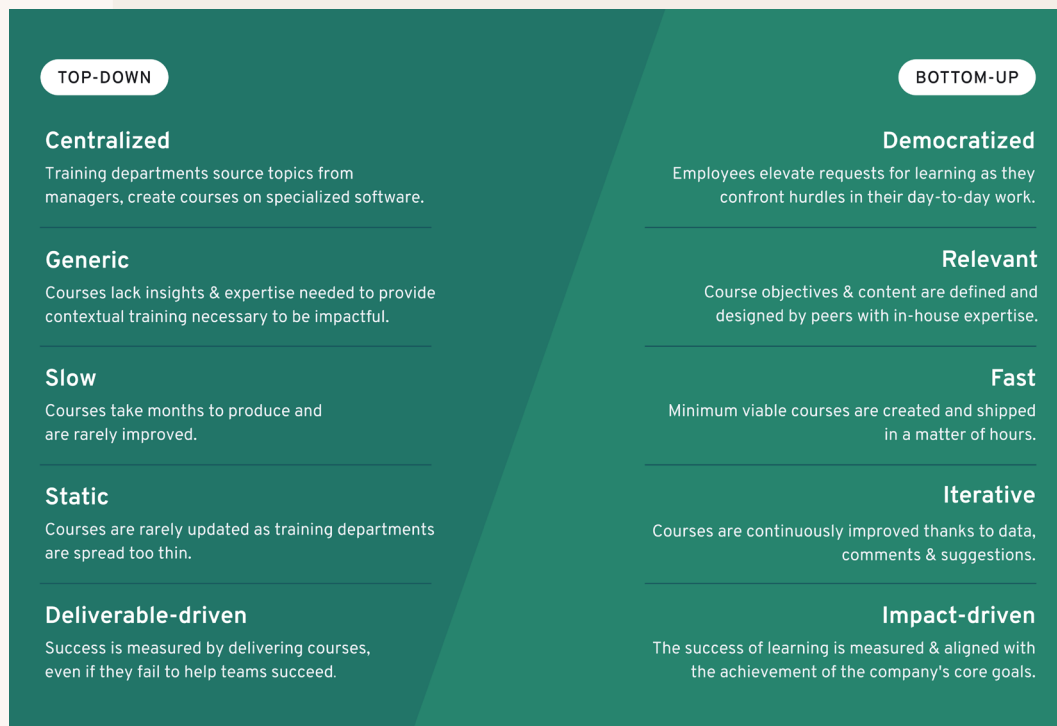 TOP-DOWN
Centralized
Training departments source topics from
managers, create courses on specialized software.
Generic
Courses lack insights & expertise needed to provide
contextual training necessary to be impactful.
Slow
Courses take months to produce and
are rarely improved.
Static
Courses are rarely updated as training departments
are spread too thin.
Deliverable-driven
Success is measured by delivering courses,
even if they fail to help teams succeed.
BOTTOM-UP
Democratized
Employees elevate requests for learning as they
confront hurdles in their day-to-day work.
Relevant
Course objectives & content are defined and
designed by peers with in-house expertise.
Fast
Minimum viable courses are created and shipped
in a matter of hours.
Iterative
Courses are continuously improved thanks to data,
comments & suggestions.
Impact-driven
The success of learning is measured & aligned with
the achievement of the company's core goals.